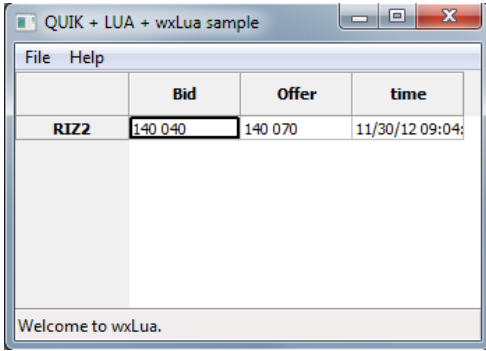 QUIK + LUA + wxLua sample
File Help
Bid Offer time
RIZ2 140 040 140 070 11/30/12 09:04:
Welcome to wxLua.